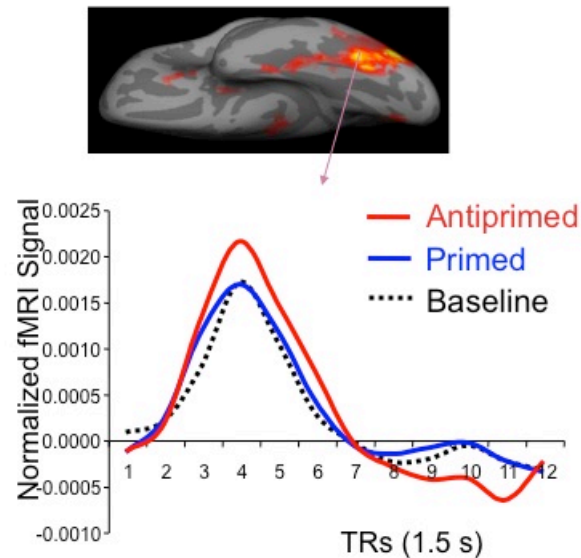 Normalized fMRI Signal
0.0025
0.0020
0.0015
0.0010
0.0005
0.0000
-0.0005
-0.0010
Antiprimed
Primed
Baseline
1 2 3 4 5 6 7 8 9 10 11 12
TRs (1.5 s)